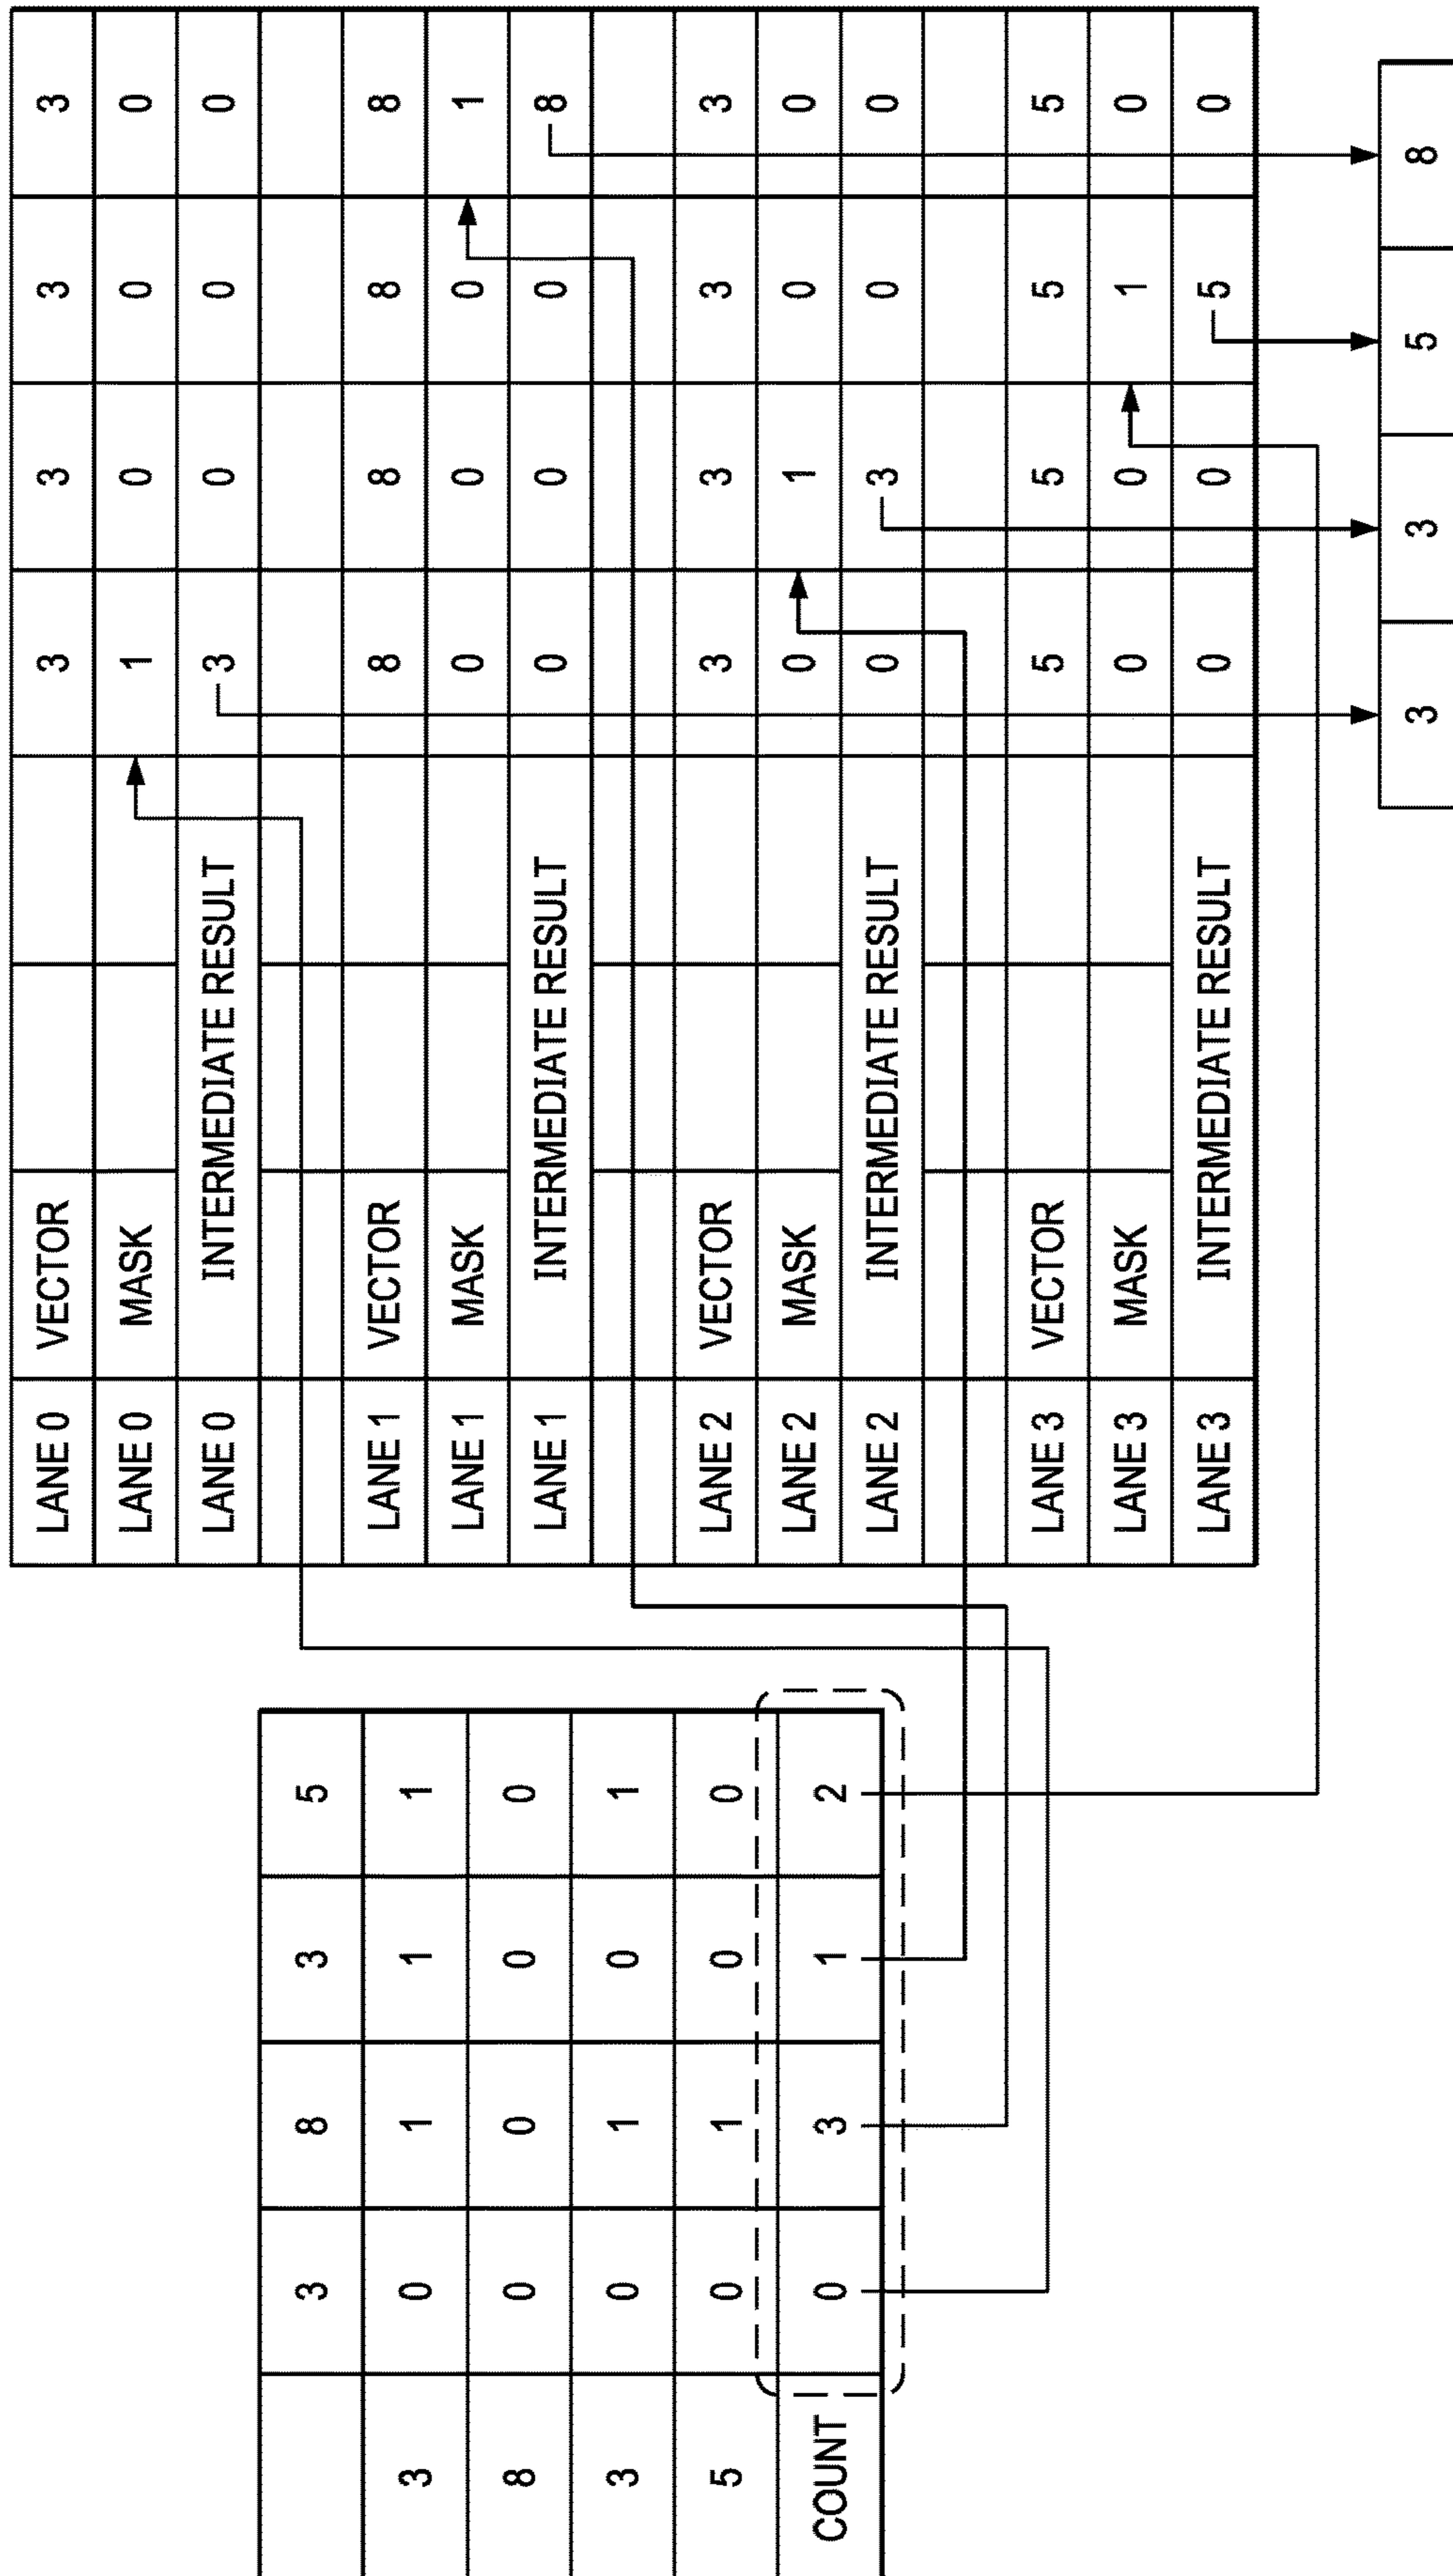 3 8 3 5
3 0 1 1 1
8 0 0 0 0
3 0 1 0 1
5 0 1 0 0
COUNT 0 3 1 2
LANE 0 VECTOR 3 3 3 3
LANE 0 MASK 1 0 0 0
LANE 0 INTERMEDIATE RESULT 3 0 0 0
LANE 1 VECTOR 8 8 8 8
LANE 1 MASK 0 0 0 1
LANE 1 INTERMEDIATE RESULT 0 0 0 8
LANE 2 VECTOR 3 3 3 3
LANE 2 MASK 0 1 0 0
LANE 2 INTERMEDIATE RESULT 0 3 0 0
LANE 3 VECTOR 5 5 5 5
LANE 3 MASK 0 0 1 0
LANE 3 INTERMEDIATE RESULT 0 0 5 0
3 3 5 8